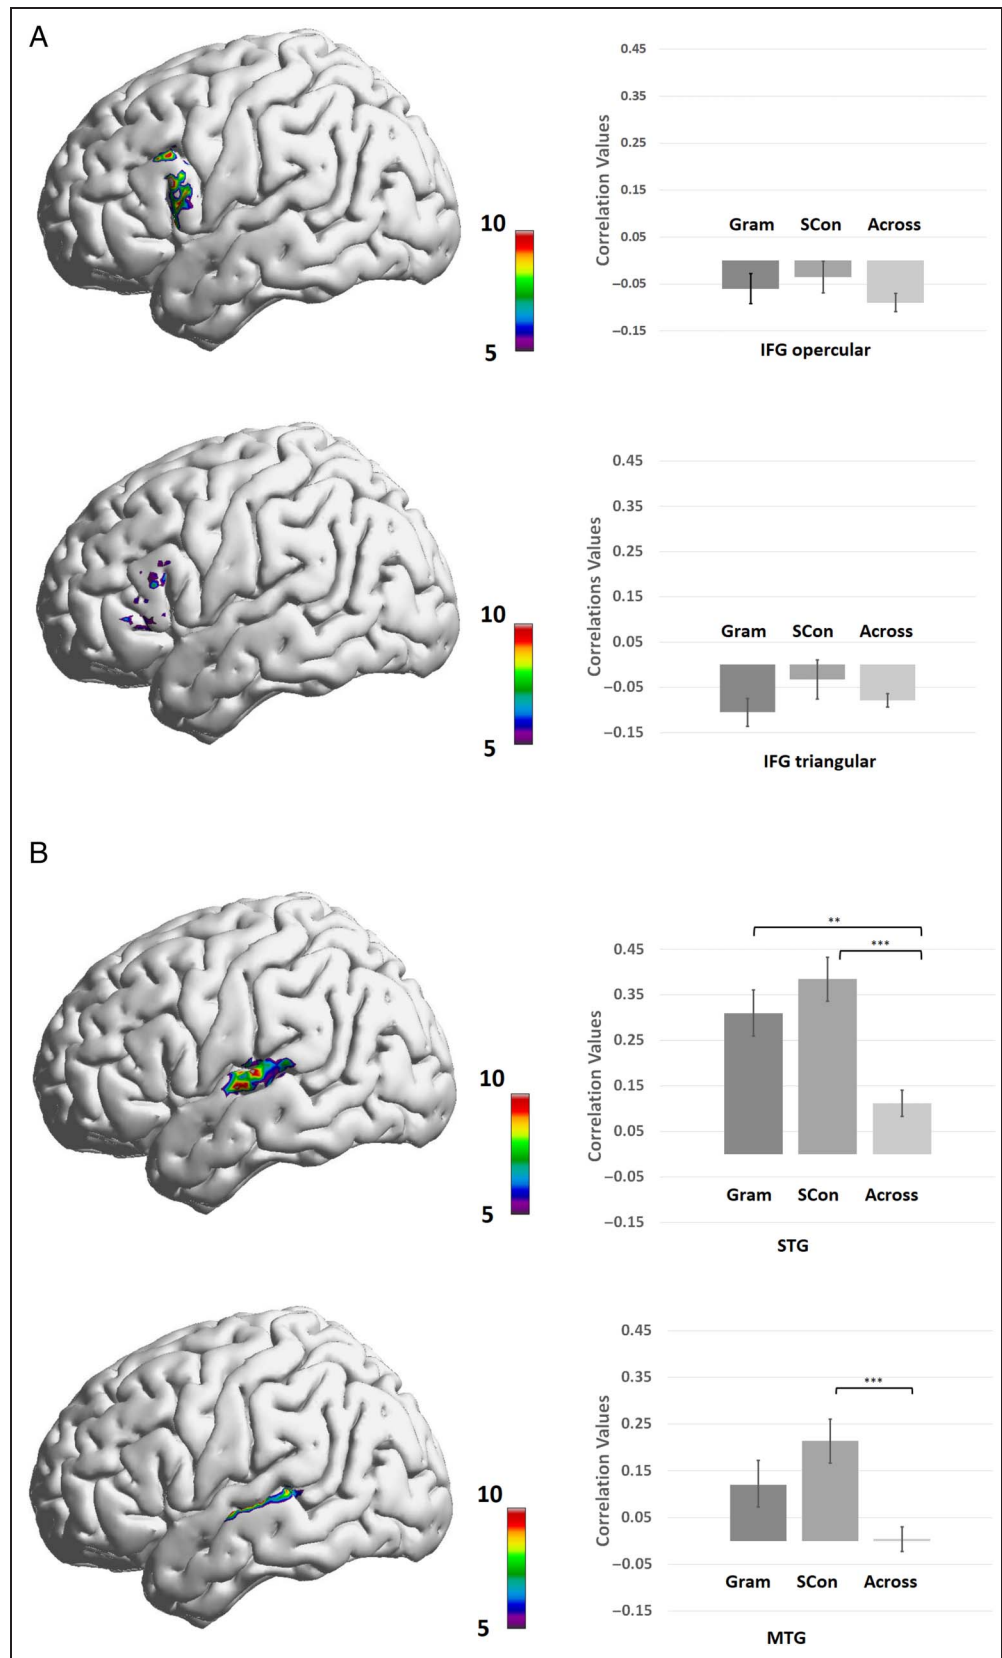 A
10
5
Correlation Values
0.45
0.35
0.25
0.15
0.05
−0.05
−0.15
Gram SCon Across
IFG opercular
10
5
Correlations Values
0.45
0.35
0.25
0.15
0.05
−0.05
−0.15
Gram SCon Across
IFG triangular
B
10
5
Correlation Values
0.45
0.35
0.25
0.15
0.05
−0.05
−0.15
**
***
Gram SCon Across
STG
10
5
Correlation Values
0.45
0.35
0.25
0.15
0.05
−0.05
−0.15
***
Gram SCon Across
MTG